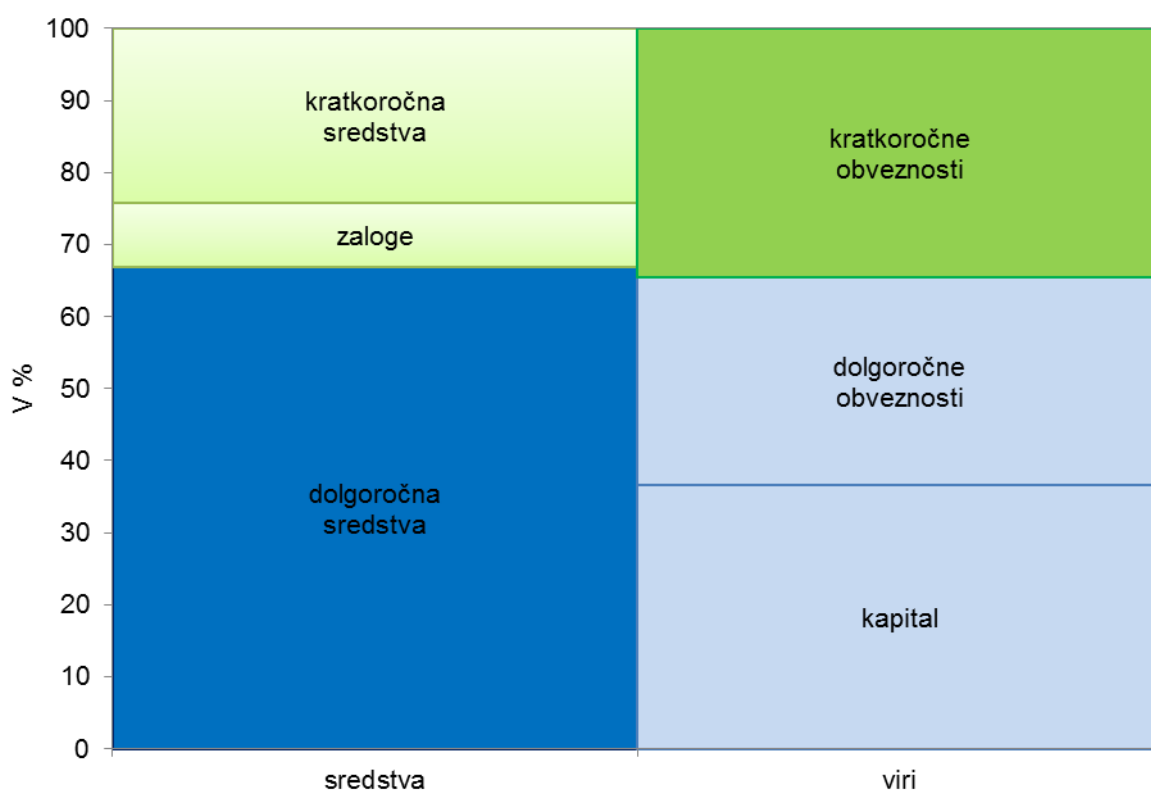 100
90
80
70
60
50
40
30
20
10
0
V %
kratkoročna
sredstva
zaloge
dolgoročna
sredstva
kratkoročne
obveznosti
dolgoročne
obveznosti
kapital
sredstva
viri